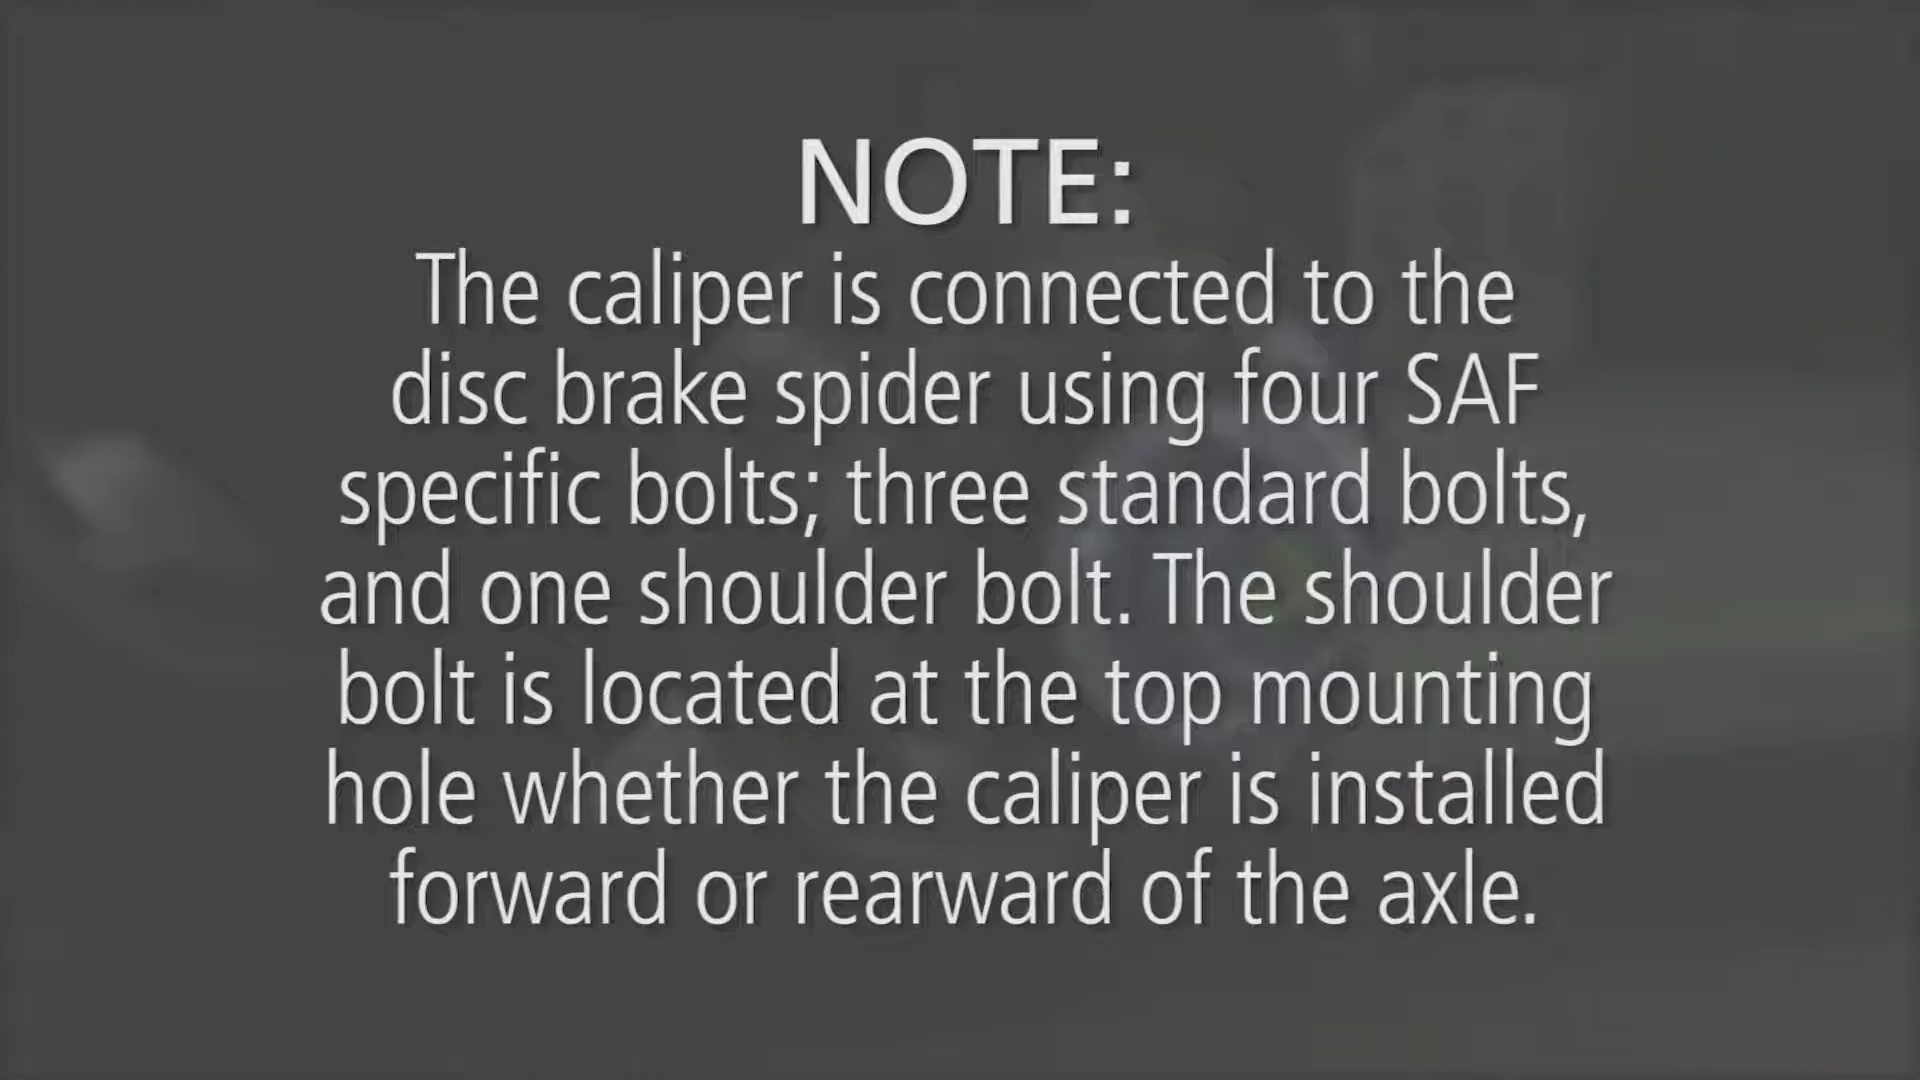 NOTE:
The caliper is connected to the
disc brake spider using four SAF
specific bolts; three standard bolts,
and one shoulder bolt. The shoulder
bolt is located at the top mounting
hole whether the caliper is installed
forward or rearward of the axle.